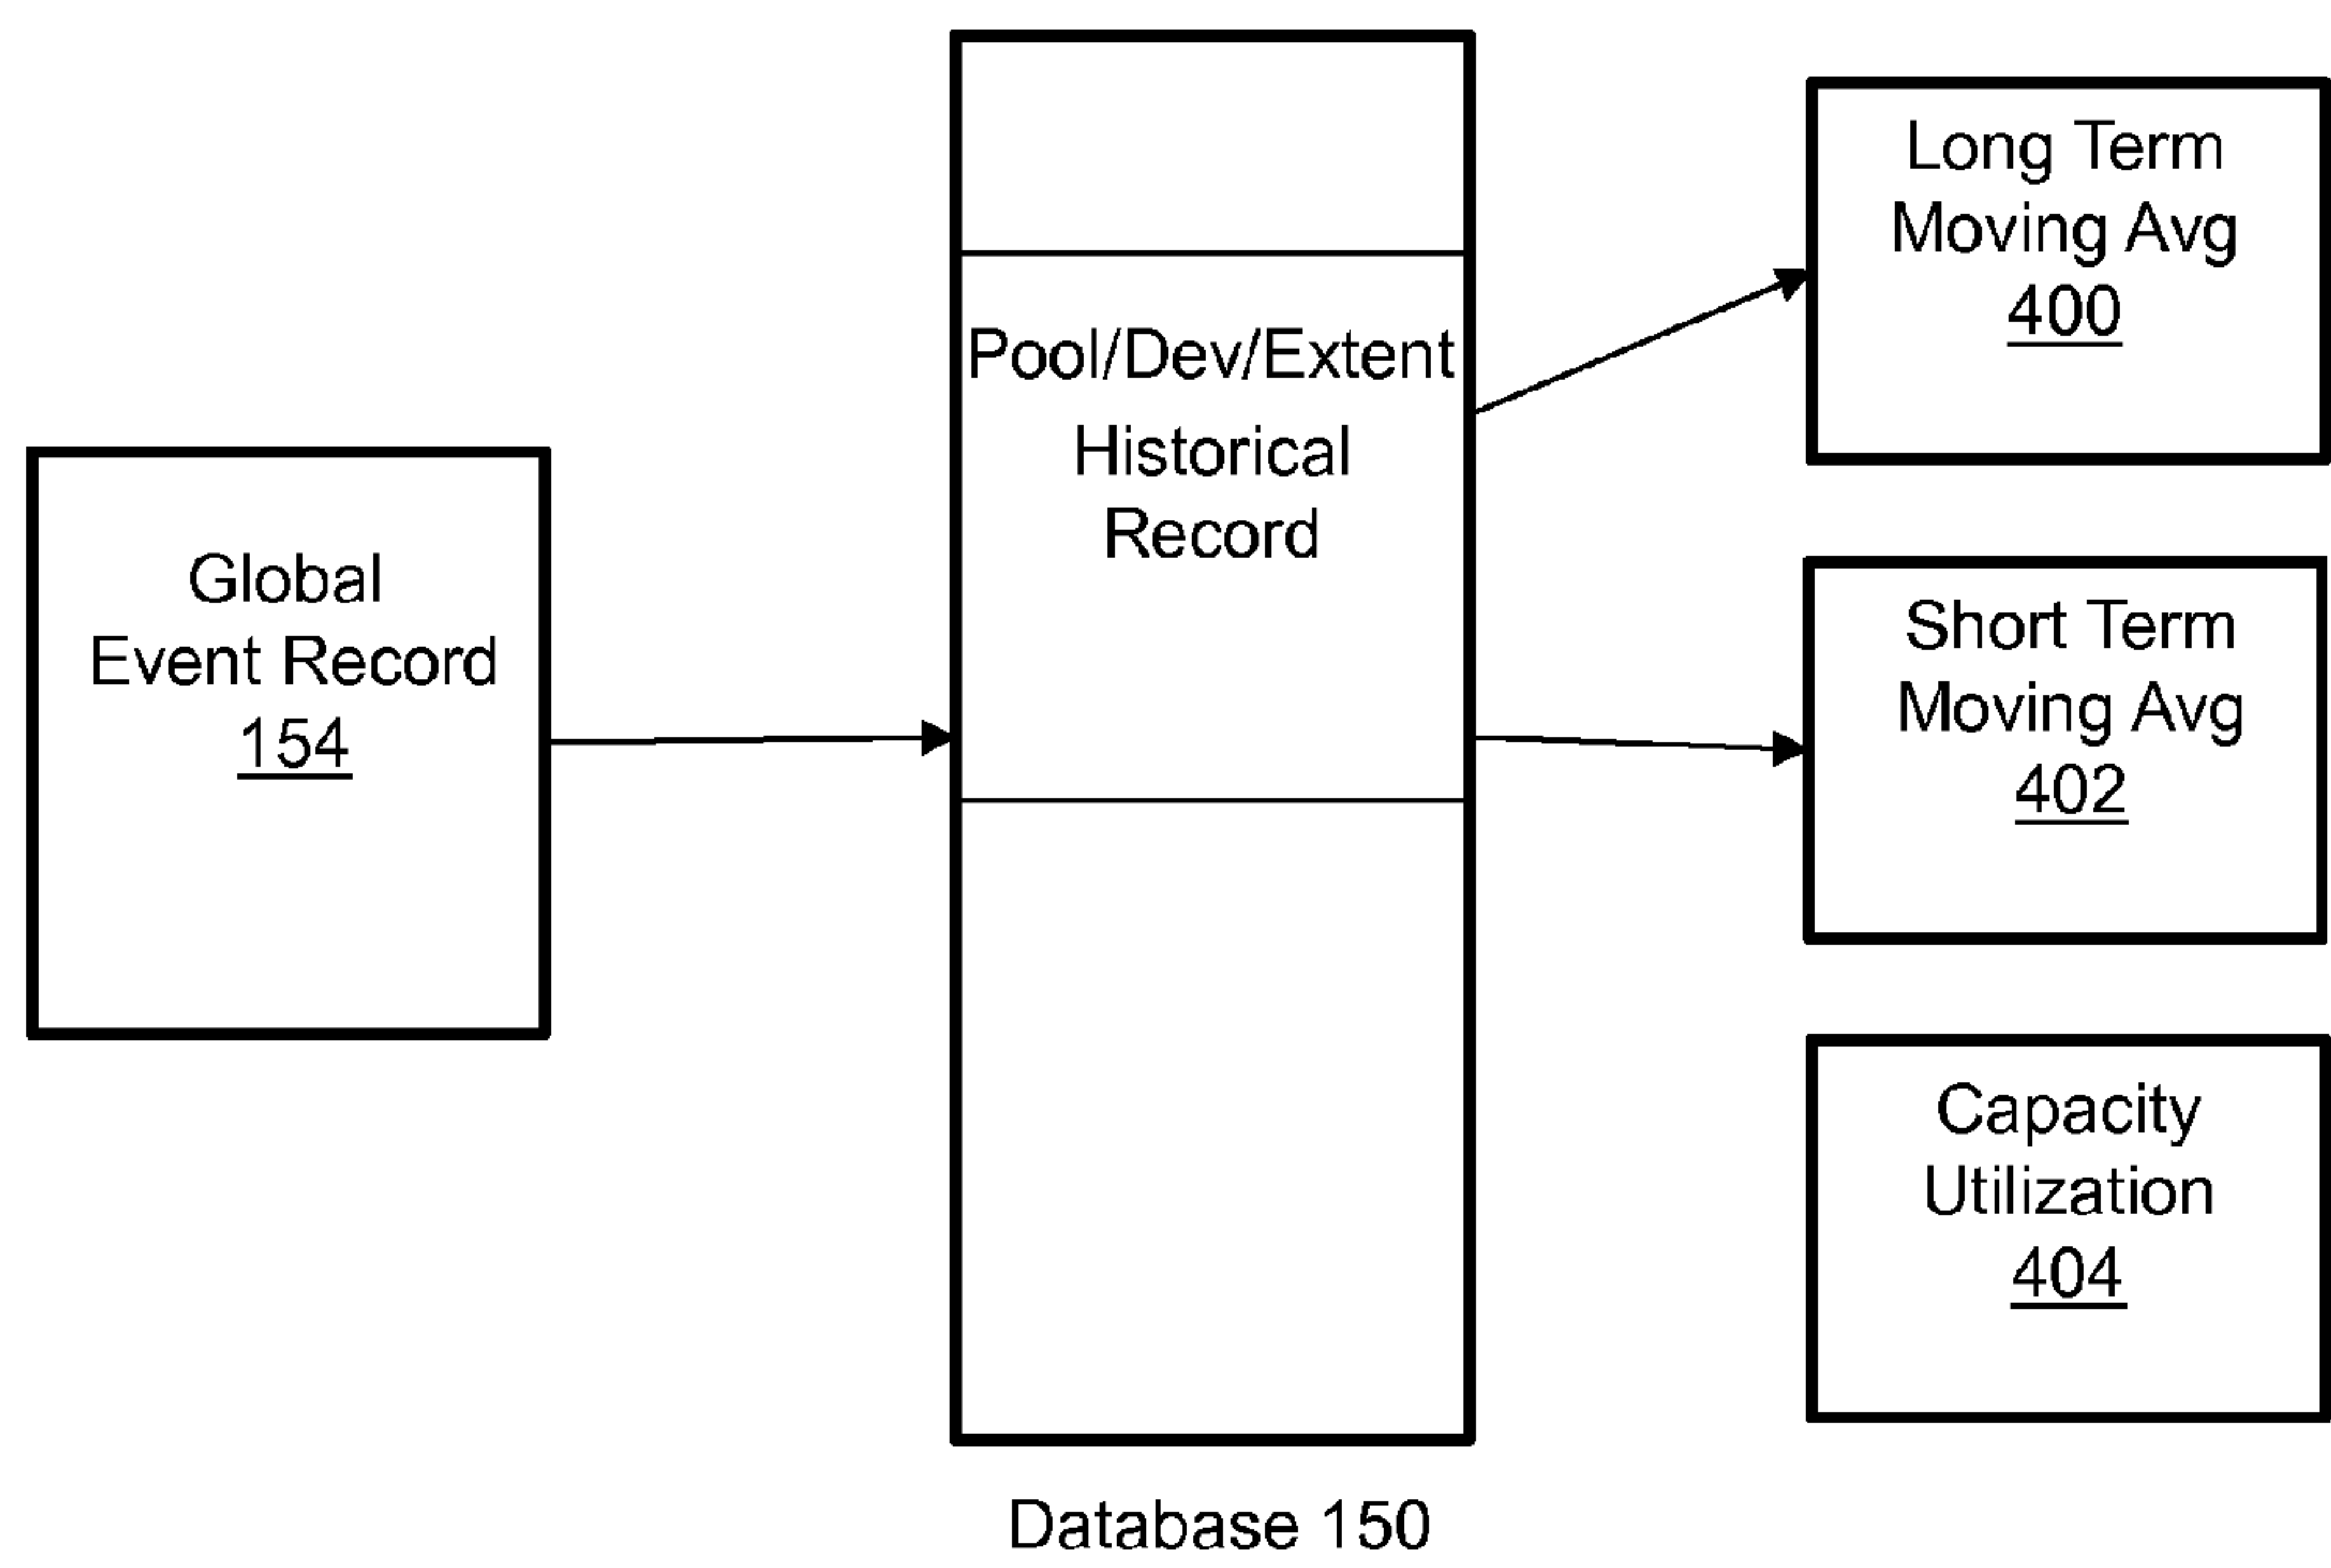 Global
Event Record
154
Pool/Dev/Extent
Historical
Record
Database 150
Long Term
Moving Avg
400
Short Term
Moving Avg
402
Capacity
Utilization
404